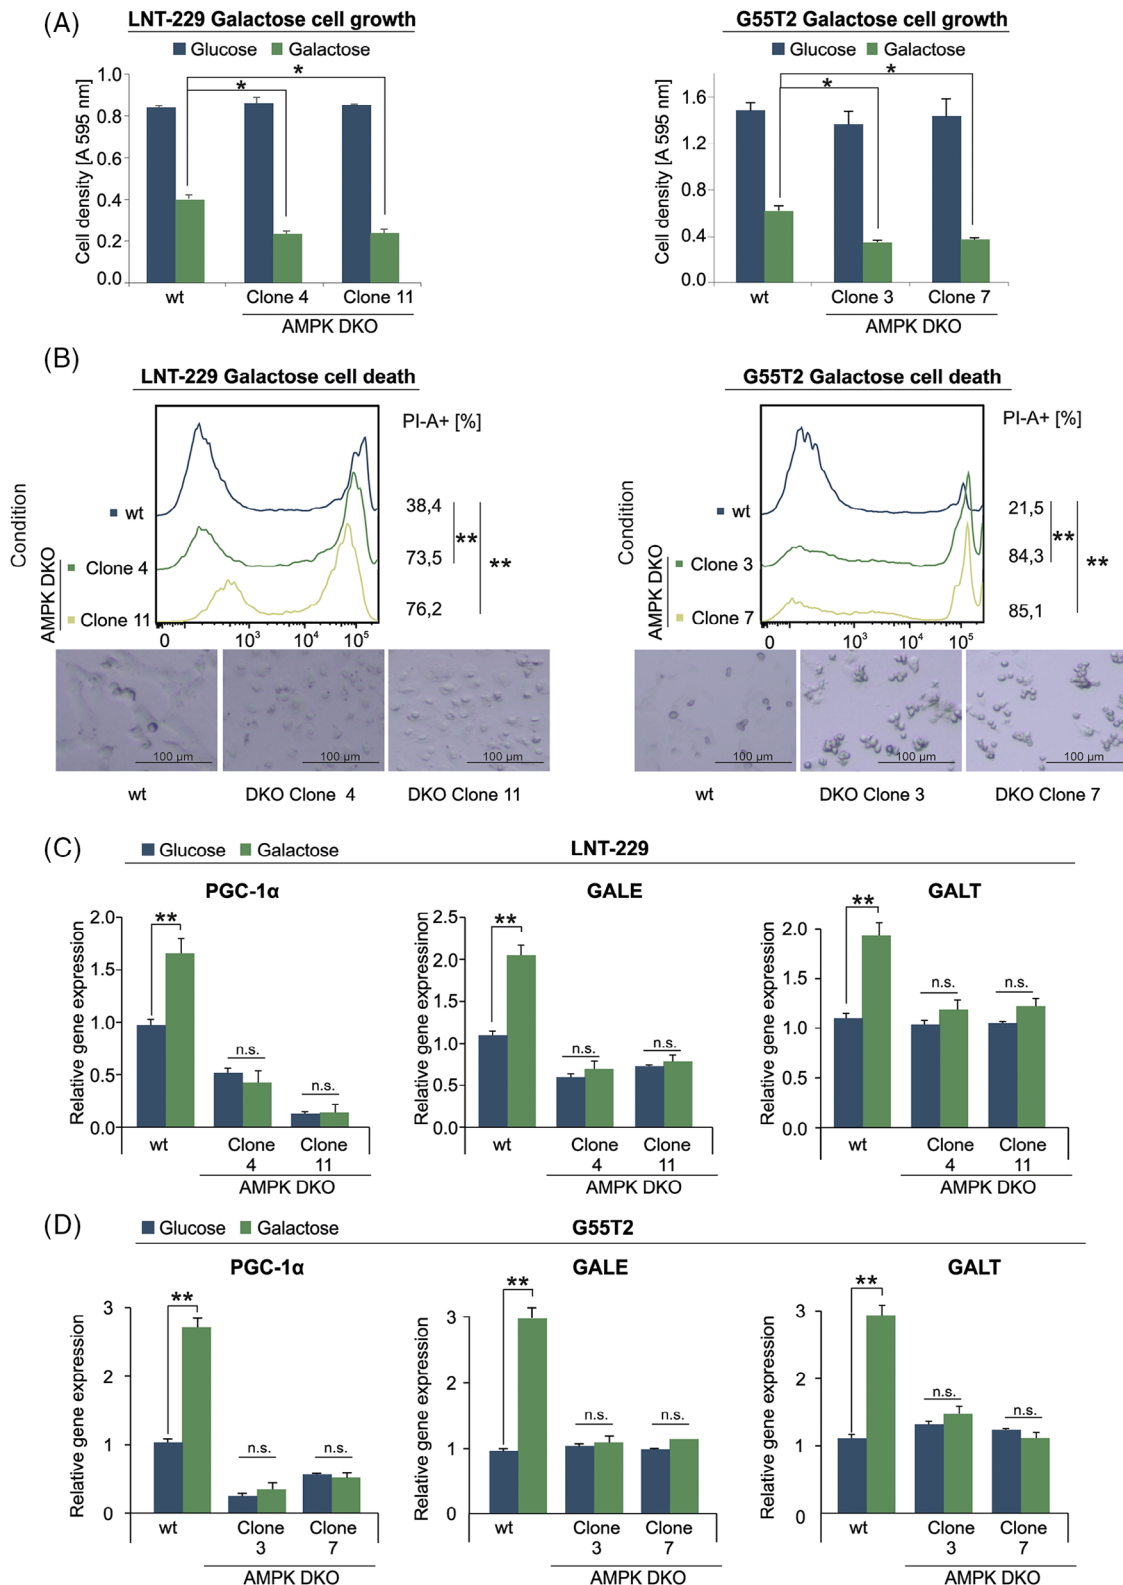 (A)
LNT-229 Galactose cell growth
Glucose Galactose
Cell density [A 595 nm]
1.0
0.8
0.6
0.4
0.2
0.0
* *
wt Clone 4 Clone 11
AMPK DKO
G55T2 Galactose cell growth
Glucose Galactose
Cell density [A 595 nm]
1.6
1.2
0.8
0.4
0.0
* *
wt Clone 3 Clone 7
AMPK DKO
(B)
LNT-229 Galactose cell death
PI-A+ [%]
Condition
AMPK DKO
wt
Clone 4
Clone 11
38,4
73,5
76,2
** **
0 10³ 10⁴ 10⁵
100 µm 100 µm 100 µm
wt DKO Clone 4 DKO Clone 11
G55T2 Galactose cell death
PI-A+ [%]
Condition
AMPK DKO
wt
Clone 3
Clone 7
21,5
84,3
85,1
** **
0 10³ 10⁴ 10⁵
100 µm 100 µm 100 µm
wt DKO Clone 3 DKO Clone 7
(C)
Glucose Galactose
LNT-229
PGC-1α
Relative gene expression
2.0
1.5
1.0
0.5
0.0
** n.s. n.s.
wt Clone Clone
4 11
AMPK DKO
GALE
Relative gene expressinon
2.5
2.0
1.5
1.0
0.5
0.0
** n.s. n.s.
wt Clone Clone
4 11
AMPK DKO
GALT
Relative gene expression
2.0
1.5
1.0
0.5
0.0
** n.s. n.s.
wt Clone Clone
4 11
AMPK DKO
(D)
Glucose Galactose
G55T2
PGC-1α
Relative gene expression
3
2
1
0
** n.s. n.s.
wt Clone Clone
3 7
AMPK DKO
GALE
Relative gene expression
3
2
1
0
** n.s. n.s.
wt Clone Clone
3 7
AMPK DKO
GALT
Relative gene expression
3
2
1
0
** n.s. n.s.
wt Clone Clone
3 7
AMPK DKO